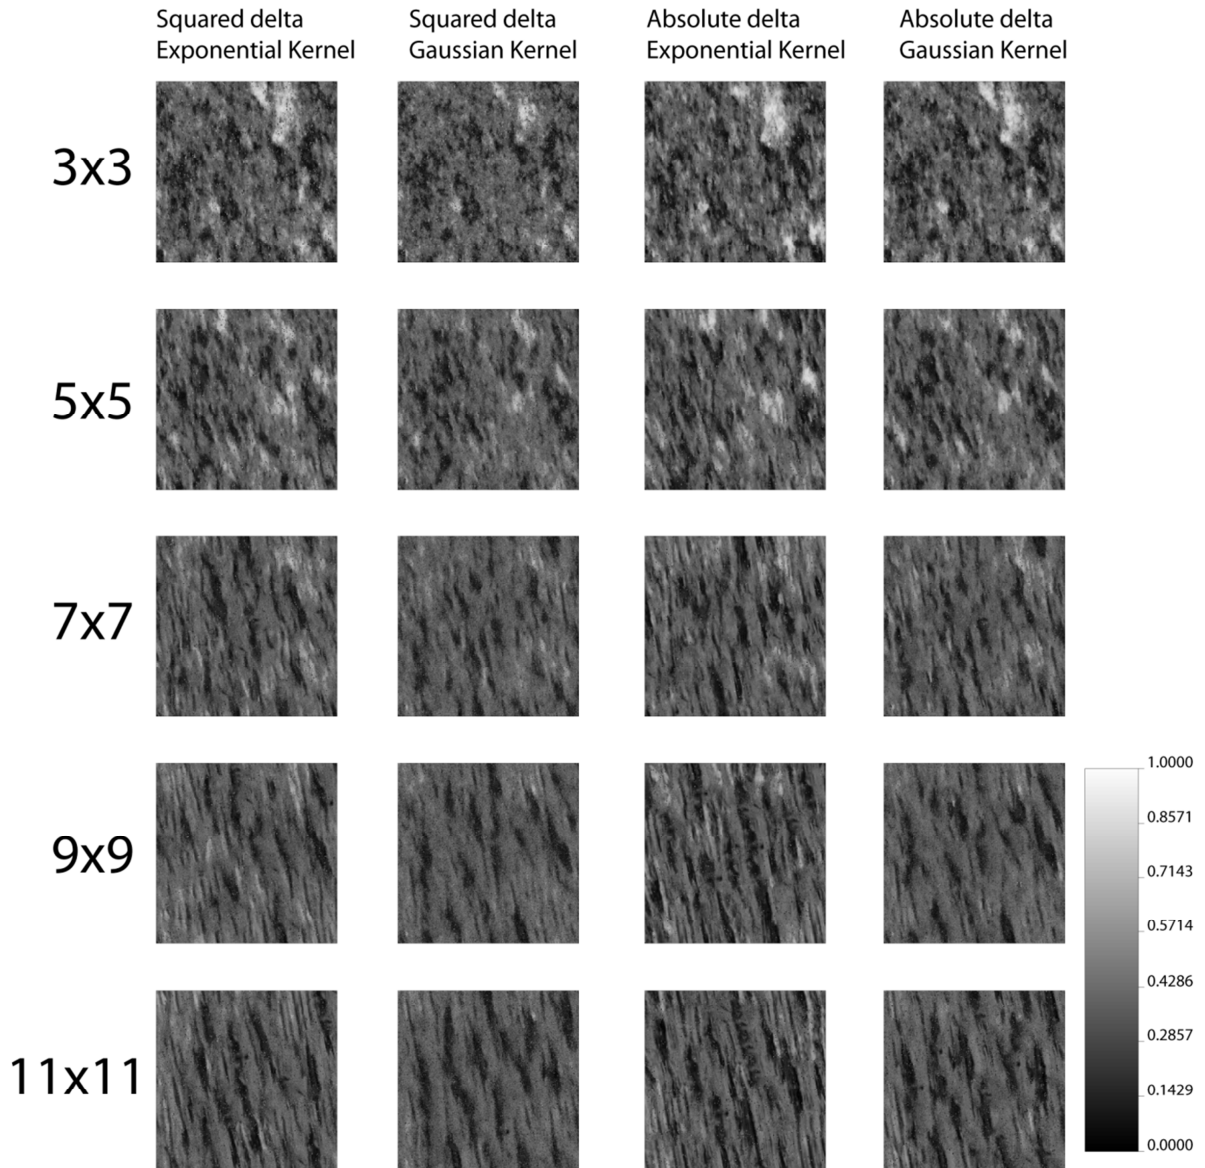 Squared delta
Exponential Kernel
Squared delta
Gaussian Kernel
Absolute delta
Exponential Kernel
Absolute delta
Gaussian Kernel
3x3
5x5
7x7
9x9
11x11
1.0000
0.8571
0.7143
0.5714
0.4286
0.2857
0.1429
0.0000